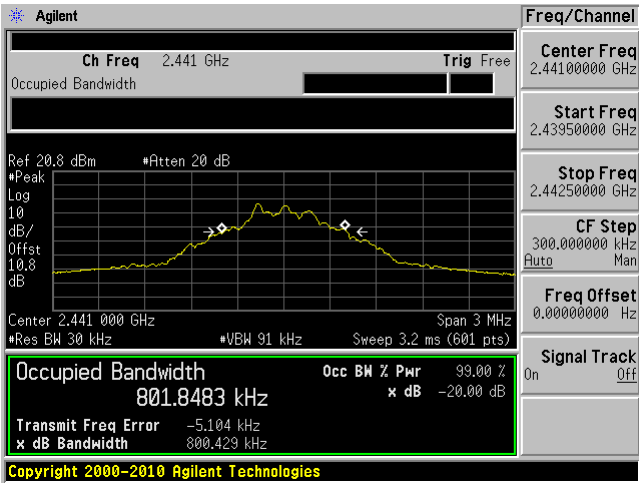 Agilent
Freq/Channel
Ch Freq 2.441 GHz Trig Free
Occupied Bandwidth
Center Freq
2.44100000 GHz
Start Freq
2.43950000 GHz
Stop Freq
2.44250000 GHz
CF Step
300.000000 kHz
Auto Man
Freq Offset
0.00000000 Hz
Signal Track
On Off
Ref 20.8 dBm #Atten 20 dB
#Peak
Log
10
dB/
Offst
10.8
dB
Center 2.441 000 GHz Span 3 MHz
#Res BW 30 kHz #VBW 91 kHz Sweep 3.2 ms (601 pts)
Occupied Bandwidth
801.8483 kHz
Occ BW % Pwr 99.00 %
x dB -20.00 dB
Transmit Freq Error -5.104 kHz
x dB Bandwidth 800.429 kHz
Copyright 2000-2010 Agilent Technologies